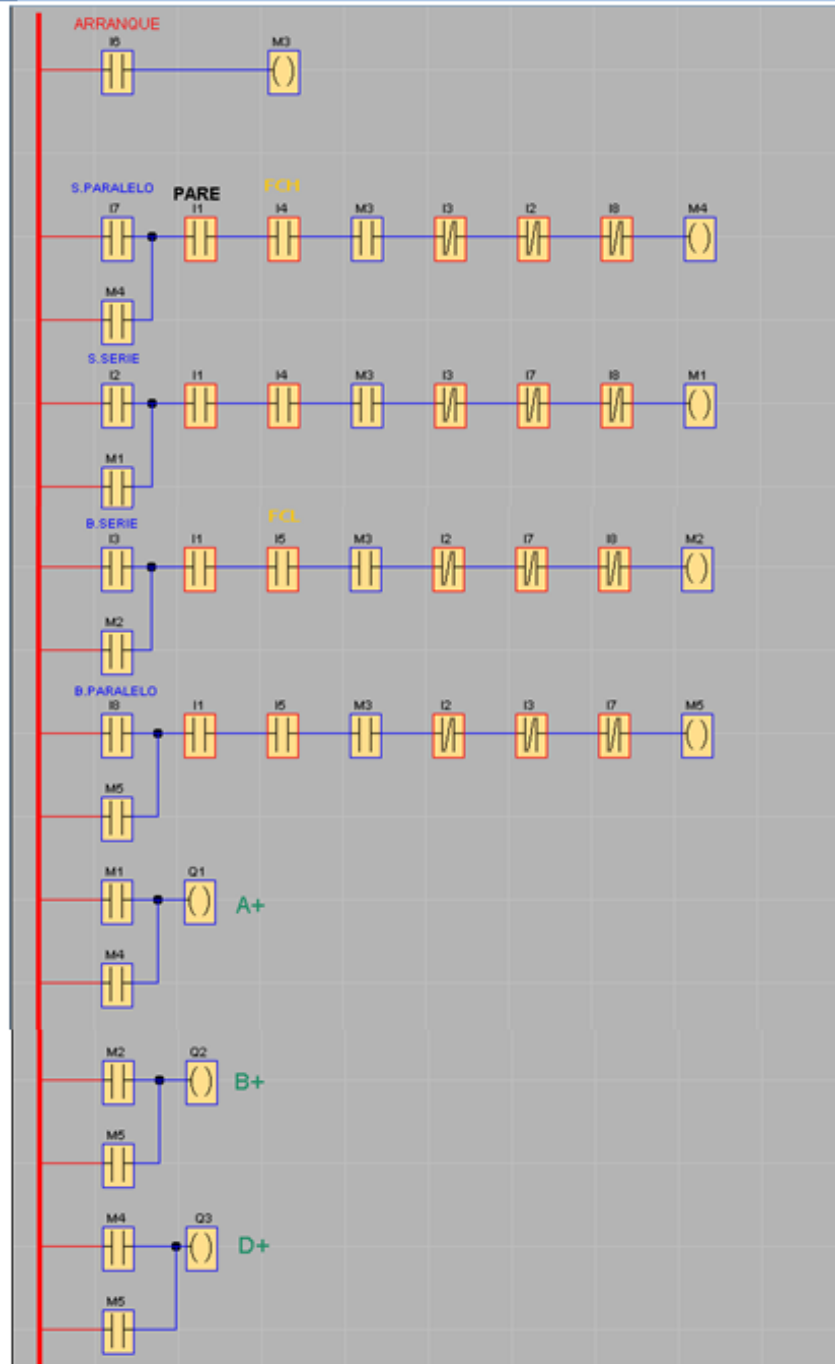 ARRANQUE
I6 M3
S.PARALELO PARE FCH
I7 I1 I4 M3 I3 I2 I8 M4
M4
S.SERIE
I2 I1 I4 M3 I3 I7 I8 M1
M1
B.SERIE FCL
I3 I1 I5 M3 I2 I7 I8 M2
M2
B.PARALELO
I8 I1 I5 M3 I2 I3 I7 M5
M5
M1 Q1 A+
M4
M2 Q2 B+
M5
M4 Q3 D+
M5